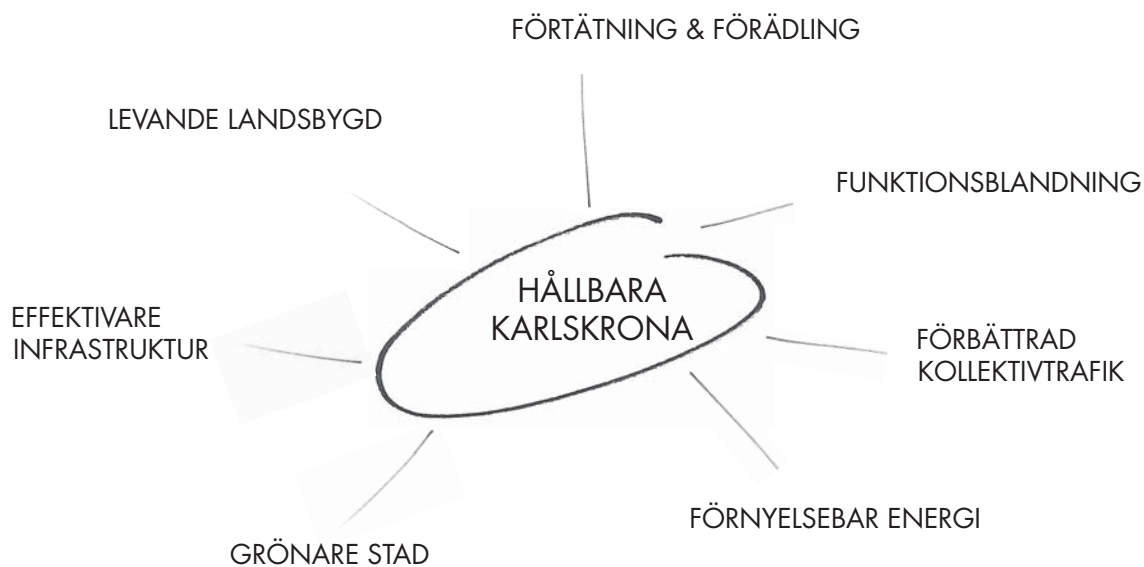 FÖRTÄTNING & FÖRÄDLING
LEVANDE LANDSBYGD
FUNKTIONSBLANDNING
HÅLLBARA
KARLSKRONA
EFFEKTIVARE
INFRASTRUKTUR
FÖRBÄTTRAD
KOLLEKTIVTRAFIK
FÖRNYELSEBAR ENERGI
GRÖNARE STAD